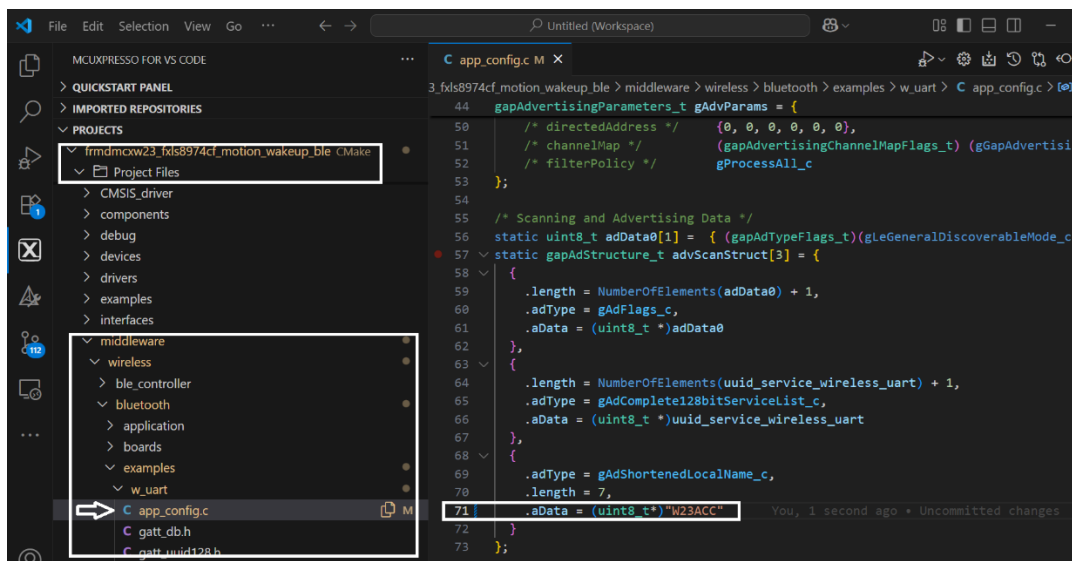 File Edit Selection View Go ··· Untitled (Workspace)
MCUXPRESSO FOR VS CODE ···
QUICKSTART PANEL
IMPORTED REPOSITORIES
PROJECTS
frmdmcxw23_fxls8974cf_motion_wakeup_ble CMake
Project Files
CMSIS_driver
components
debug
devices
drivers
examples
interfaces
middleware
wireless
ble_controller
bluetooth
application
boards
examples
w_uart
C app_config.c M
C gatt_db.h
C gatt_uuid128.h
1
112
C app_config.c M ×
3_fxls8974cf_motion_wakeup_ble > middleware > wireless > bluetooth > examples > w_uart > C app_config.c >
44 gapAdvertisingParameters_t gAdvParams = {
50 /* directedAddress */ {0, 0, 0, 0, 0, 0},
51 /* channelMap */ (gapAdvertisingChannelMapFlags_t) (gGapAdvertisi
52 /* filterPolicy */ gProcessAll_c
53 };
54
55 /* Scanning and Advertising Data */
56 static uint8_t adData0[1] = { (gapAdTypeFlags_t)(gLeGeneralDiscoverableMode_c
57 static gapAdStructure_t advScanStruct[3] = {
58 {
59 .length = NumberOfElements(adData0) + 1,
60 .adType = gAdFlags_c,
61 .aData = (uint8_t *)adData0
62 },
63 {
64 .length = NumberOfElements(uuid_service_wireless_uart) + 1,
65 .adType = gAdComplete128bitServiceList_c,
66 .aData = (uint8_t *)uuid_service_wireless_uart
67 },
68 {
69 .adType = gAdShortenedLocalName_c,
70 .length = 7,
71 .aData = (uint8_t*)"W23ACC" You, 1 second ago • Uncommitted changes
72 }
73 };